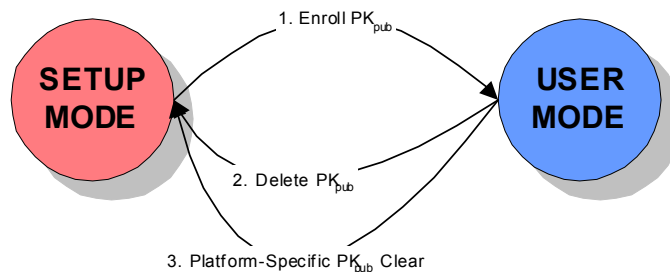 1. Enroll PKpub
SETUP
MODE
USER
MODE
2. Delete PKpub
3. Platform-Specific PKpub Clear